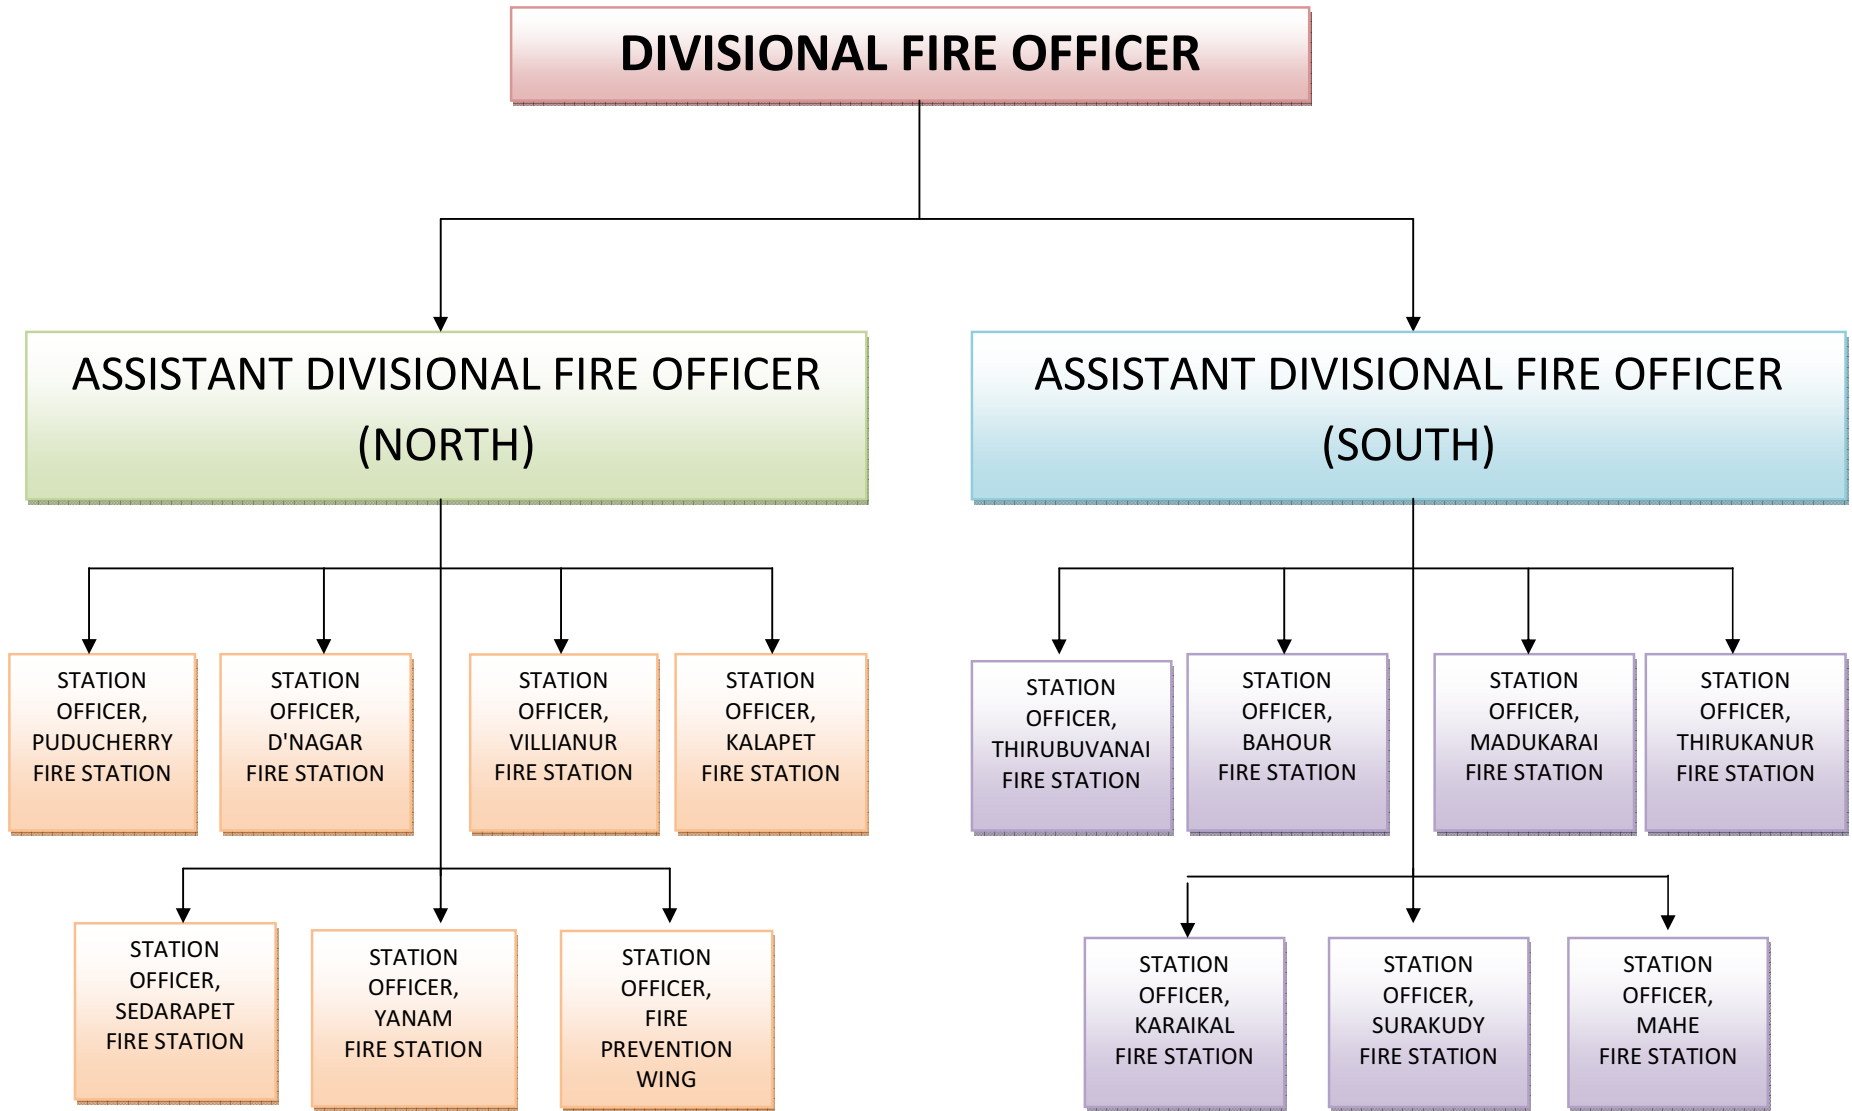 DIVISIONAL FIRE OFFICER
ASSISTANT DIVISIONAL FIRE OFFICER
(NORTH)
ASSISTANT DIVISIONAL FIRE OFFICER
(SOUTH)
STATION
OFFICER,
PUDUCHERRY
FIRE STATION
STATION
OFFICER,
D'NAGAR
FIRE STATION
STATION
OFFICER,
VILLIANUR
FIRE STATION
STATION
OFFICER,
KALAPET
FIRE STATION
STATION
OFFICER,
THIRUBUVANAI
FIRE STATION
STATION
OFFICER,
BAHOUR
FIRE STATION
STATION
OFFICER,
MADUKARAI
FIRE STATION
STATION
OFFICER,
THIRUKANUR
FIRE STATION
STATION
OFFICER,
SEDARAPET
FIRE STATION
STATION
OFFICER,
YANAM
FIRE STATION
STATION
OFFICER,
FIRE
PREVENTION
WING
STATION
OFFICER,
KARAIKAL
FIRE STATION
STATION
OFFICER,
SURAKUDY
FIRE STATION
STATION
OFFICER,
MAHE
FIRE STATION